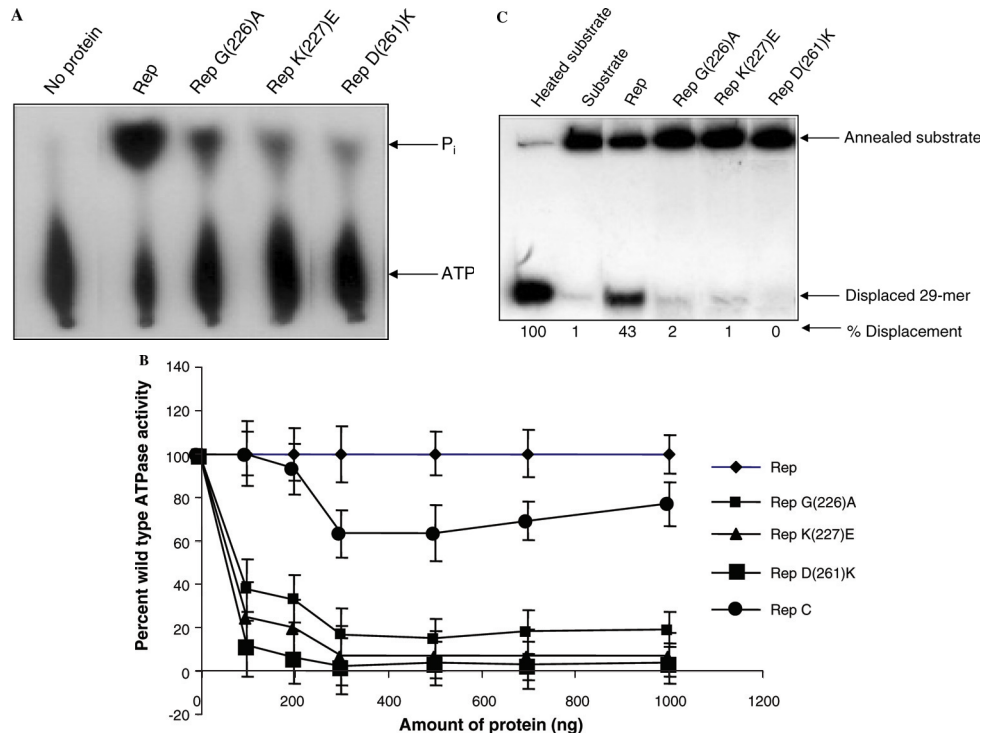 A
No protein
Rep
Rep G(226)A
Rep K(227)E
Rep D(261)K
Pi
ATP
C
Heated substrate
Substrate
Rep
Rep G(226)A
Rep K(227)E
Rep D(261)K
Annealed substrate
Displaced 29-mer
100 1 43 2 1 0
% Displacement
B
Percent wild type ATPase activity
140
120
100
80
60
40
20
0
-20
0 200 400 600 800 1000 1200
Amount of protein (ng)
Rep
Rep G(226)A
Rep K(227)E
Rep D(261)K
Rep C